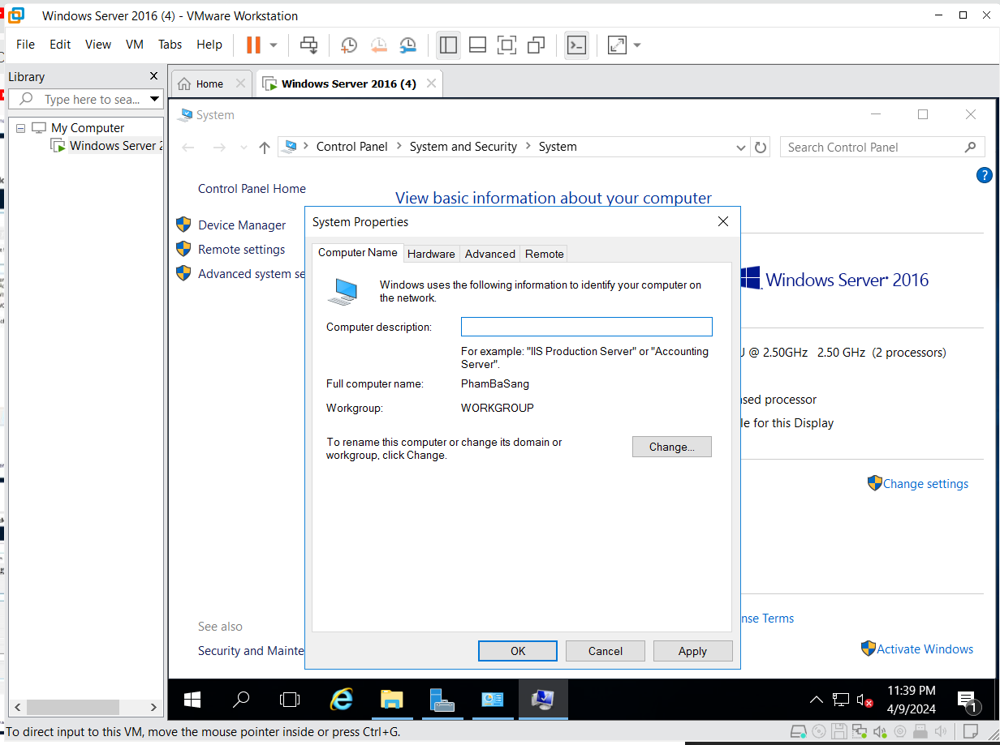 Windows Server 2016 (4) - VMware Workstation
File Edit View VM Tabs Help
Library
Home
Windows Server 2016 (4)
Type here to sea...
My Computer
Windows Server 2
System
Control Panel > System and Security > System
Search Control Panel
?
Control Panel Home
View basic information about your computer
Device Manager
Remote settings
Advanced system se
System Properties
Computer Name Hardware Advanced Remote
Windows uses the following information to identify your computer on
the network.
Computer description:
For example: "IIS Production Server" or "Accounting
Server".
Full computer name: PhamBaSang
Workgroup: WORKGROUP
To rename this computer or change its domain or
workgroup, click Change.
Change...
OK Cancel Apply
Windows Server® 2016
@ 2.50GHz 2.50 GHz (2 processors)
processor
for this Display
Change settings
Terms
Activate Windows
See also
Security and Mainte
11:39 PM
4/9/2024
1
To direct input to this VM, move the mouse pointer inside or press Ctrl+G.